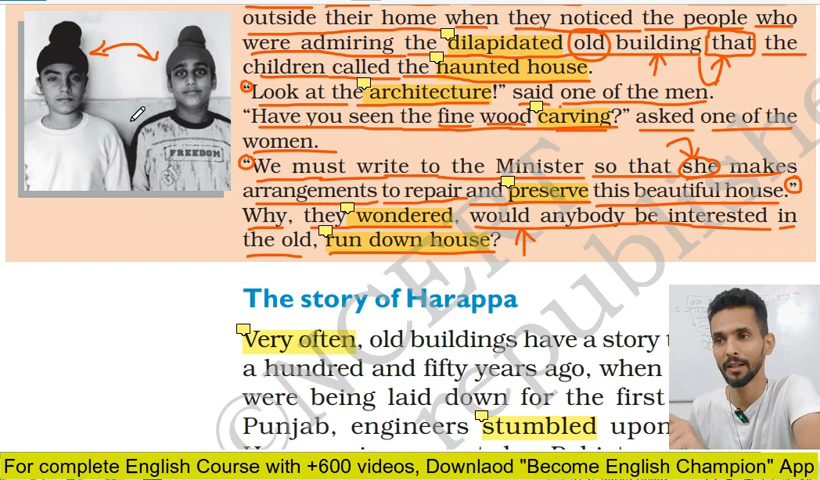 outside their home when they noticed the people who
were admiring the dilapidated old building that the
children called the haunted house.
“Look at the architecture!” said one of the men.
“Have you seen the fine wood carving?” asked one of the
women.
“We must write to the Minister so that she makes
arrangements to repair and preserve this beautiful house.”
Why, they wondered, would anybody be interested in
the old, run down house?
FREEDOM
The story of Harappa
Very often, old buildings have a story
a hundred and fifty years ago, when
were being laid down for the first
Punjab, engineers stumbled upon
©NCERT
republishe
For complete English Course with +600 videos, Downlaod "Become English Champion" App